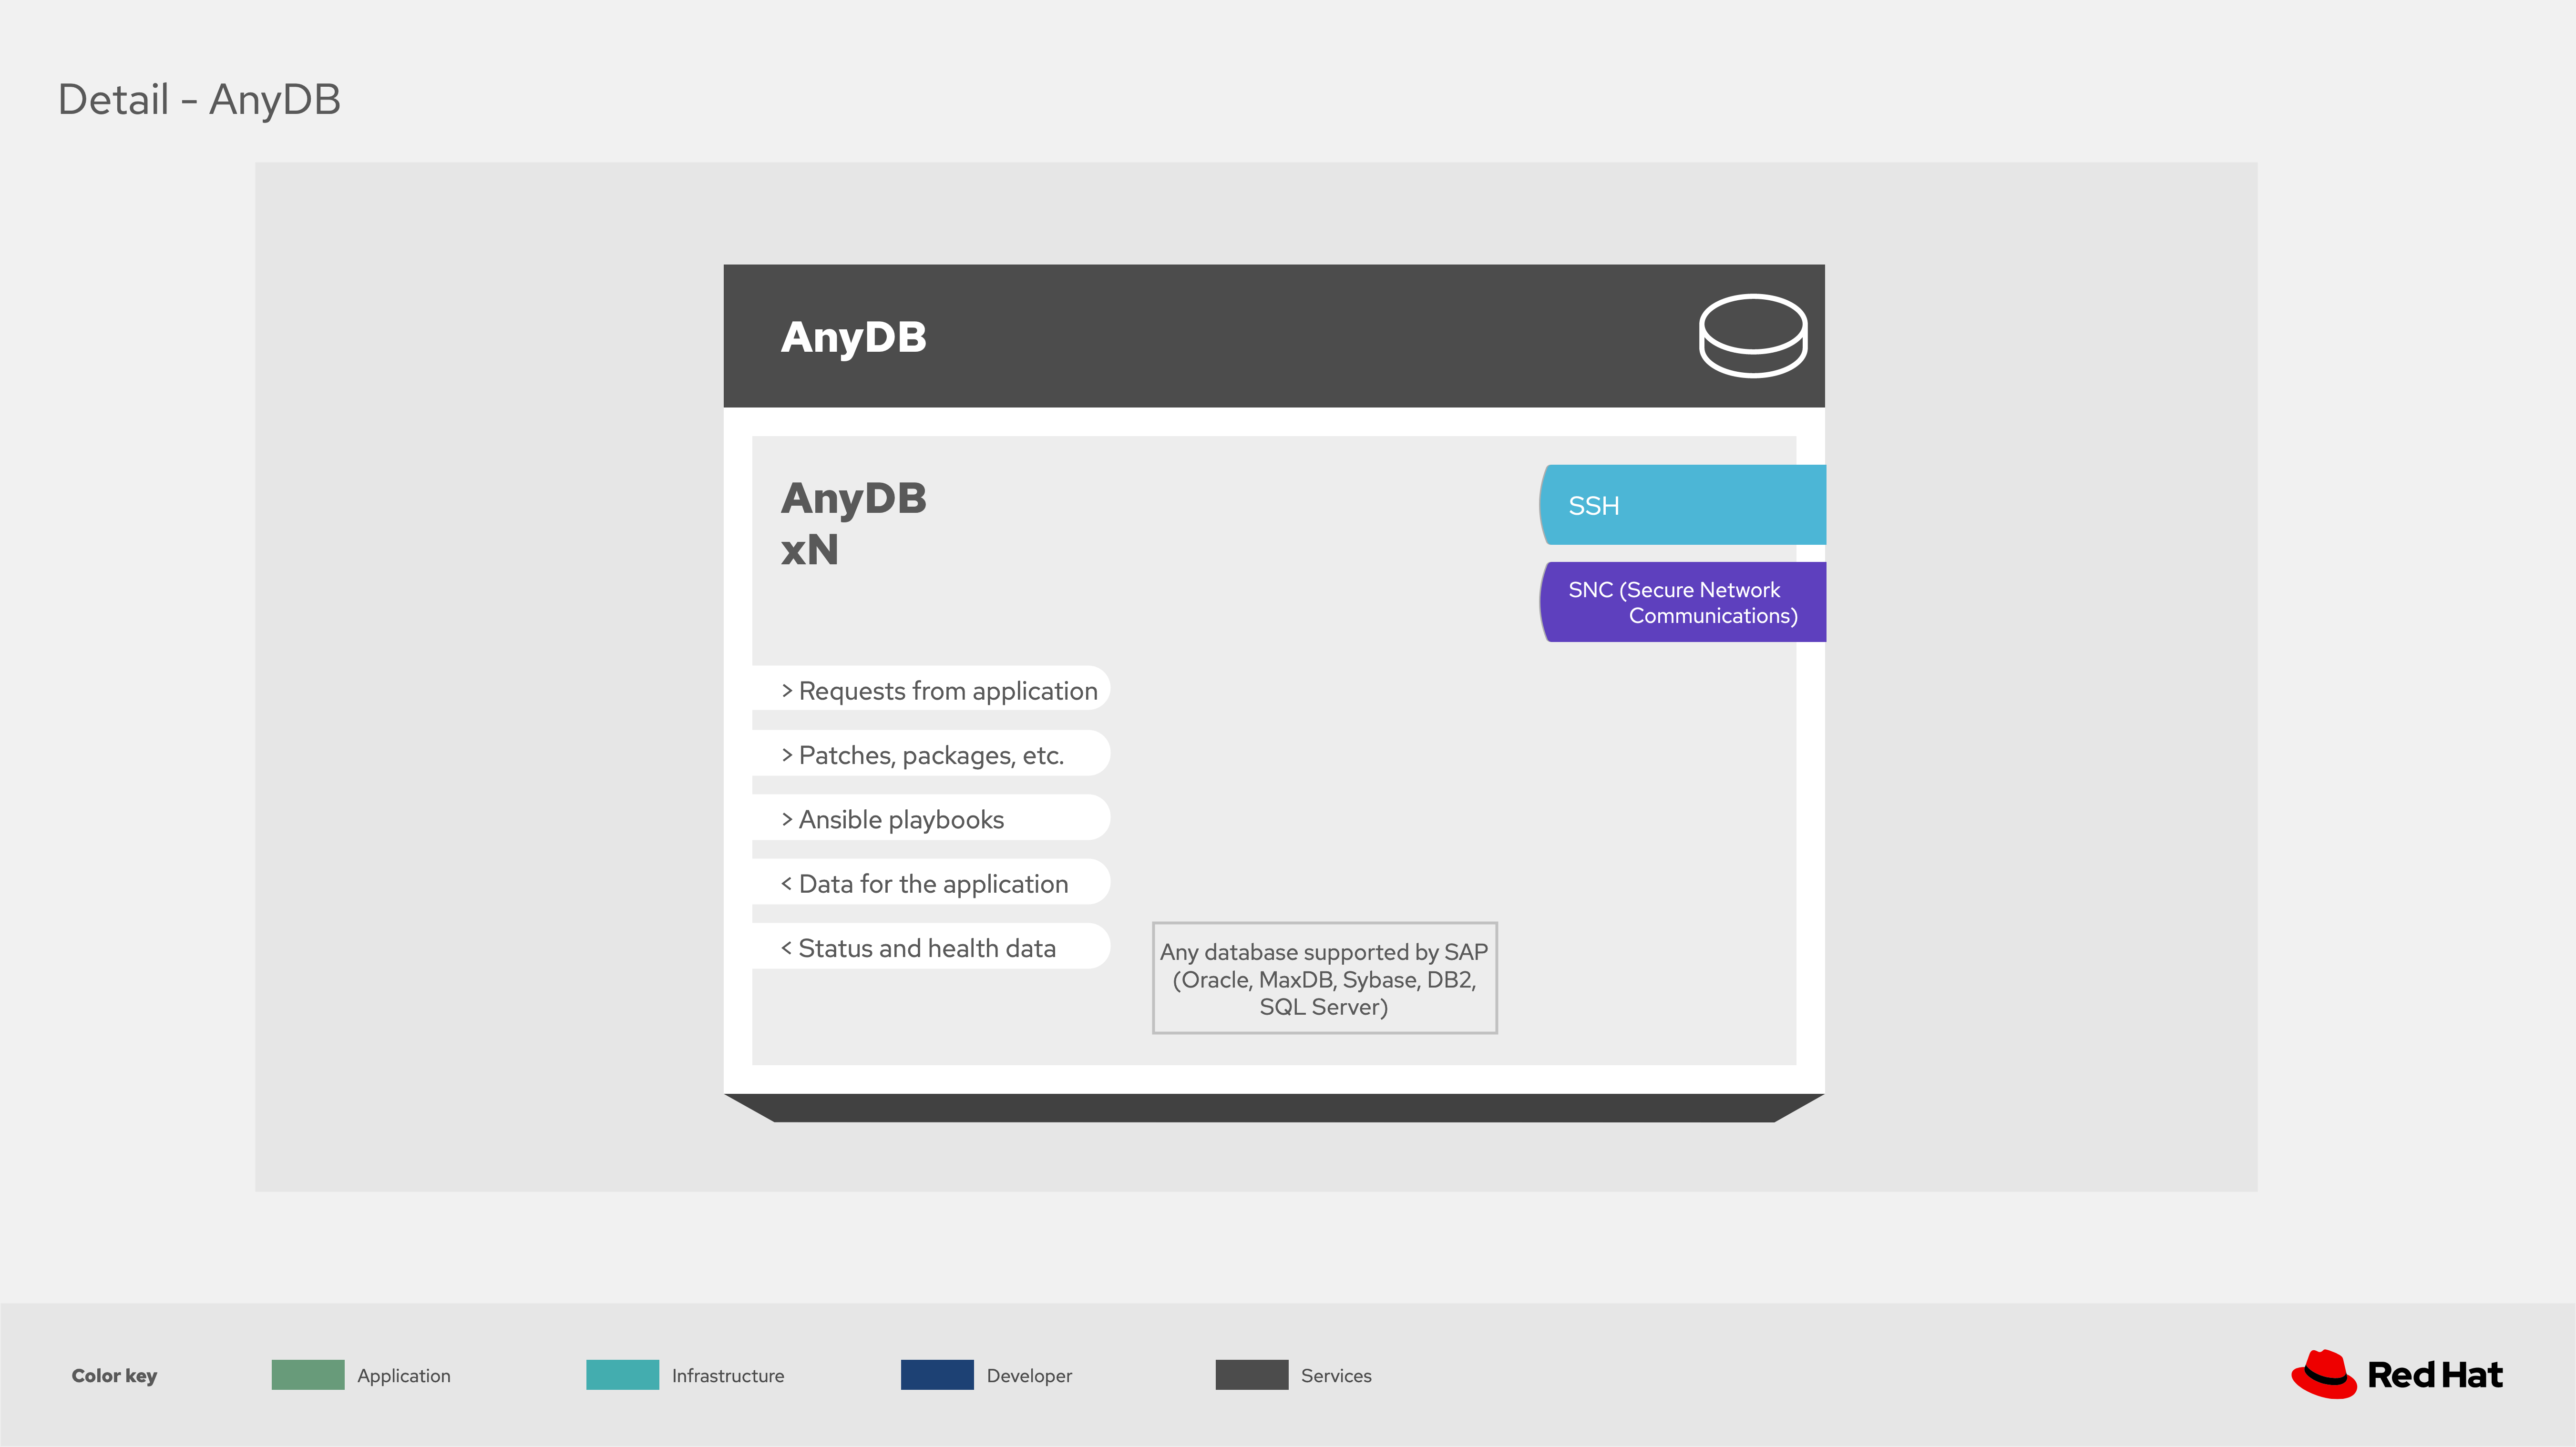 Detail - AnyDB
AnyDB
AnyDB
xN
SSH
SNC (Secure Network
Communications)
> Requests from application
> Patches, packages, etc.
> Ansible playbooks
< Data for the application
< Status and health data
Any database supported by SAP
(Oracle, MaxDB, Sybase, DB2,
SQL Server)
Color key
Application
Infrastructure
Developer
Services
Red Hat